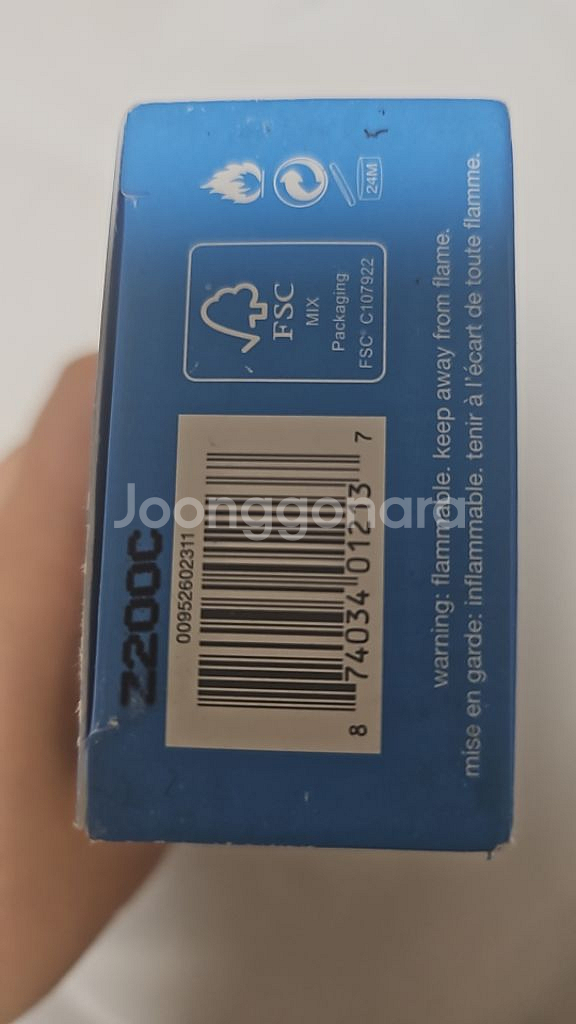 24M
FSC
MIX
Packaging
FSC® C107922
Z200C
00952602311
8 74034 01213 7
warning: flammable. keep away from flame.
mise en garde: inflammable. tenir à l'écart de toute flamme.
Joonggonara